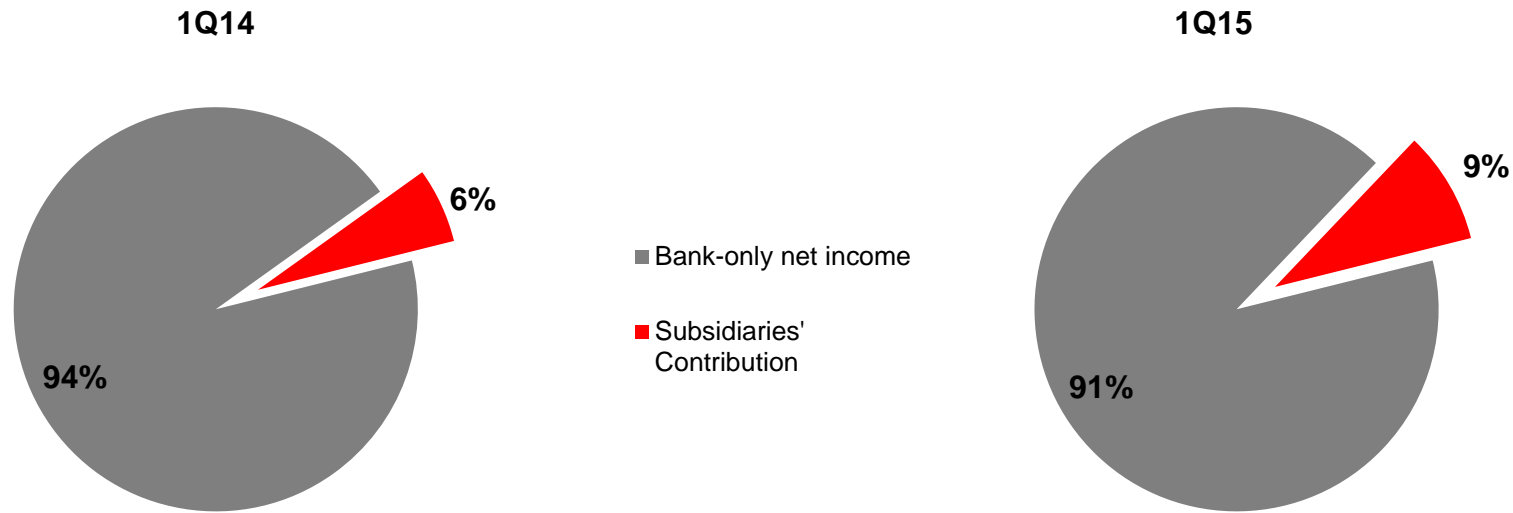 1Q14
94%
6%
Bank-only net income
Subsidiaries'
Contribution
1Q15
91%
9%